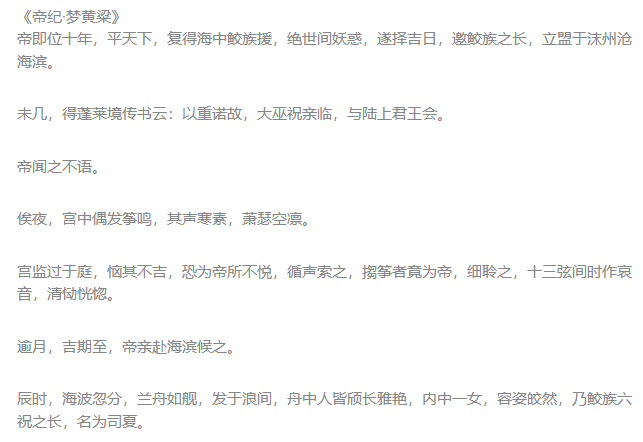 《帝纪·梦黄粱》
帝即位十年，平天下，复得海中鲛族援，绝世间妖惑，遂择吉日，邀鲛族之长，立盟于沫州沧
海滨。
未几，得蓬莱境传书云：以重诺故，大巫祝亲临，与陆上君王会。
帝闻之不语。
俟夜，宫中偶发筝鸣，其声寒素，萧瑟空凛。
宫监过于庭，恼其不吉，恐为帝所不悦，循声索之，搊筝者竟为帝，细聆之，十三弦间时作哀
音，清恸恍惚。
逾月，吉期至，帝亲赴海滨候之。
辰时，海波忽分，兰舟如舰，发于浪间，舟中人皆颀长雅艳，内中一女，容姿皎然，乃鲛族六
祝之长，名为司夏。